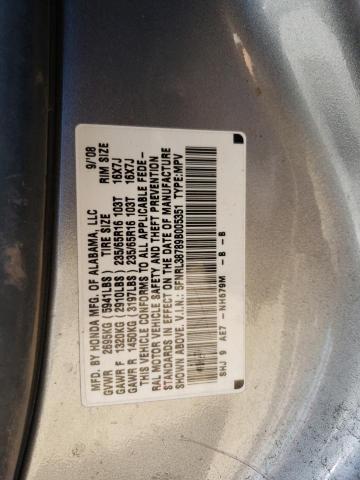 MFD. BY HONDA MFG. OF ALABAMA, LLC 9/'08
GVWR 2695KG (5941LBS) TIRE SIZE RIM SIZE
GAWR F 1320KG (2910LBS) 235/65R16 103T 16X7J
GAWR R 1450KG (3197LBS) 235/65R16 103T 16X7J
THIS VEHICLE CONFORMS TO ALL APPLICABLE FEDE-
RAL MOTOR VEHICLE SAFETY AND THEFT PREVENTION
STANDARDS IN EFFECT ON THE DATE OF MANUFACTURE
SHOWN ABOVE. V.I.N.: 5FNRL38789B005351 TYPE:MPV
SHJ 9 AE7 - NH679M - B - B